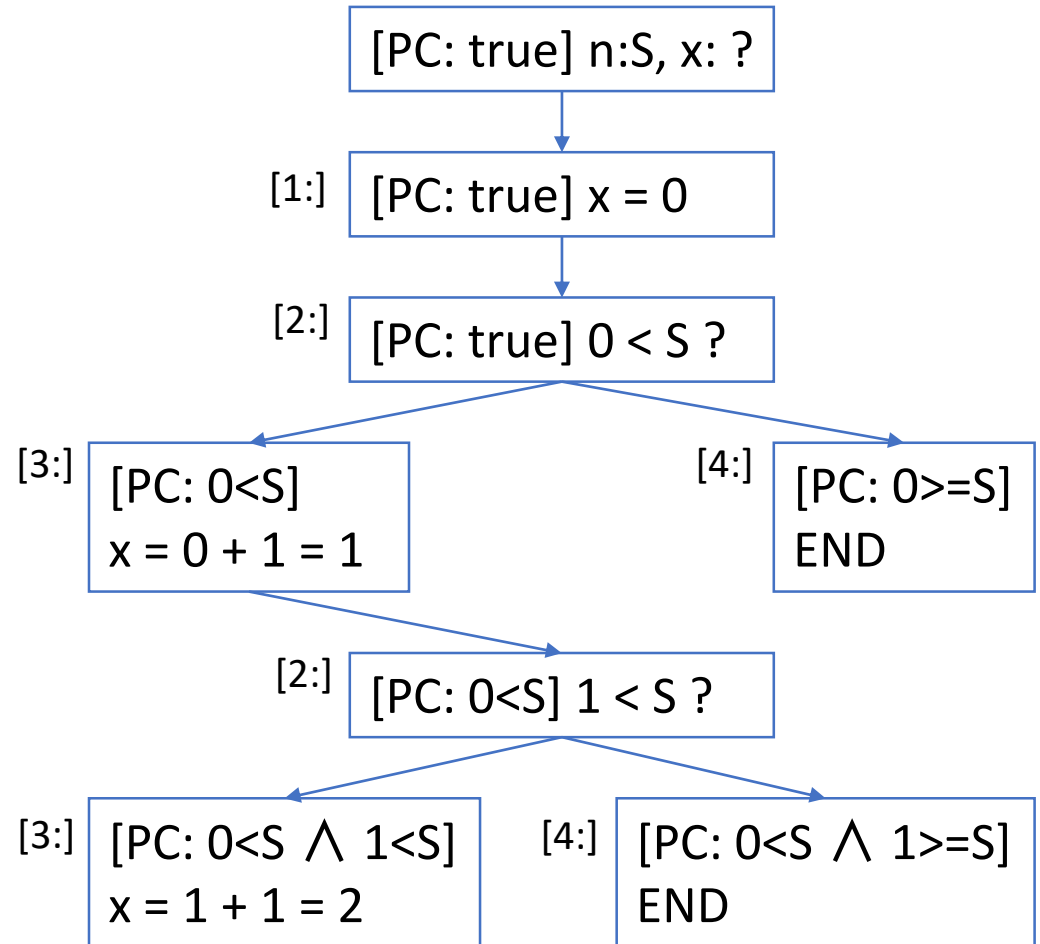 [PC: true] n:S, x: ?
[1:] [PC: true] x = 0
[2:] [PC: true] 0 < S ?
[3:] [PC: 0<S]
x = 0 + 1 = 1
[4:] [PC: 0>=S]
END
[2:] [PC: 0<S] 1 < S ?
[3:] [PC: 0<S ⋀ 1<S]
x = 1 + 1 = 2
[4:] [PC: 0<S ⋀ 1>=S]
END